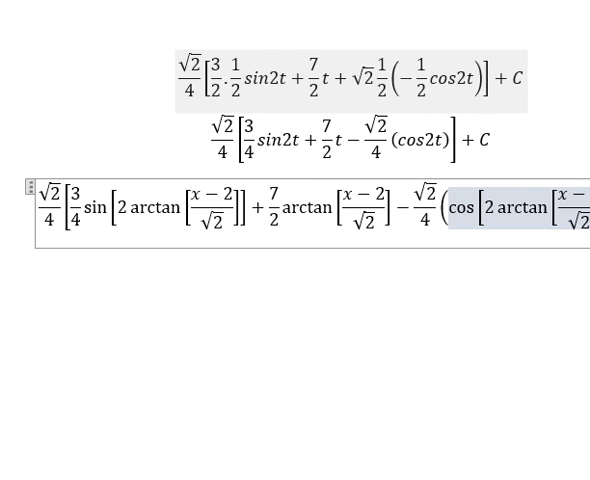 √2/4 [3/2 . 1/2 sin2t + 7/2 t + √2 1/2 (−1/2 cos2t)] + C
√2/4 [3/4 sin2t + 7/2 t − √2/4 (cos2t)] + C
√2/4 [3/4 sin [2 arctan [x − 2/√2]] + 7/2 arctan [x − 2/√2] − √2/4 (cos [2 arctan [x −/√2